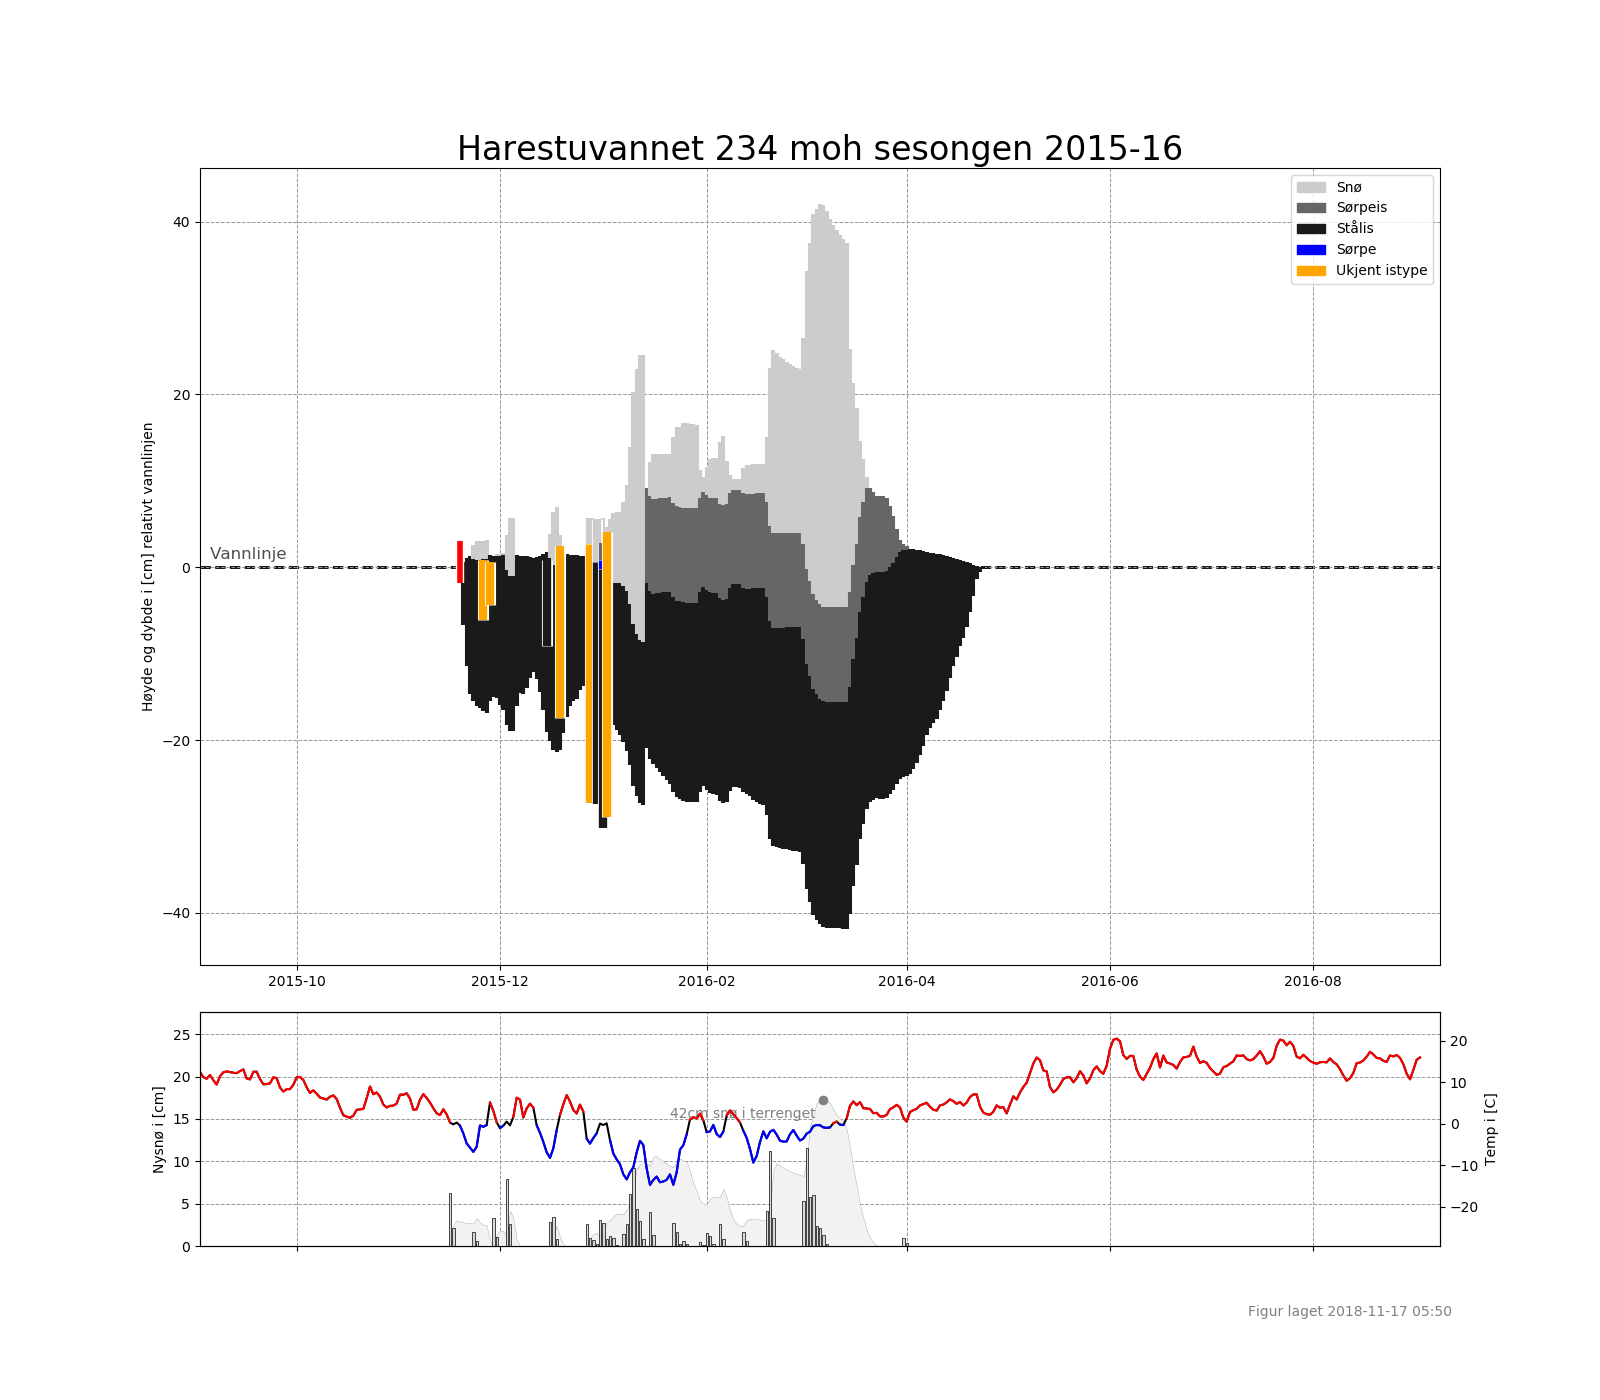 Harestuvannet 234 moh sesongen 2015-16
Snø
Sørpeis
Stålis
Sørpe
Ukjent istype
Høyde og dybde i [cm] relativt vannlinjen
40
20
0
−20
−40
Vannlinje
2015-10 2015-12 2016-02 2016-04 2016-06 2016-08
Nysnø i [cm]
25
20
15
10
5
0
42cm snø i terrenget
20
10
0
−10
−20
Temp i [C]
Figur laget 2018-11-17 05:50